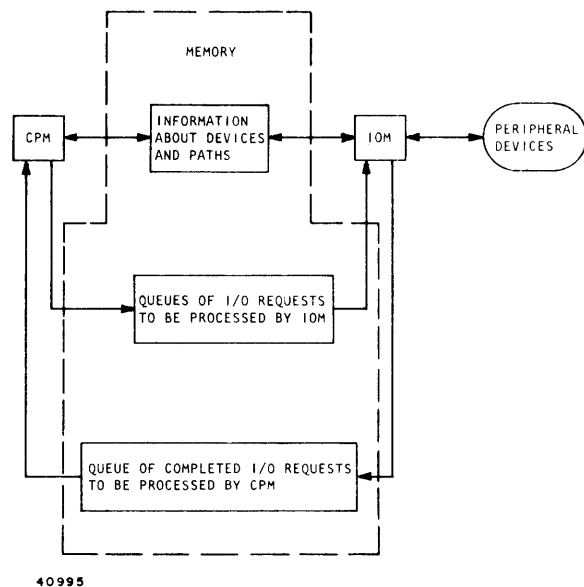 MEMORY
CPM
INFORMATION
ABOUT DEVICES
AND PATHS
IOM
PERIPHERAL
DEVICES
QUEUES OF I/O REQUESTS
TO BE PROCESSED BY IOM
QUEUE OF COMPLETED I/O REQUESTS
TO BE PROCESSED BY CPM
40995